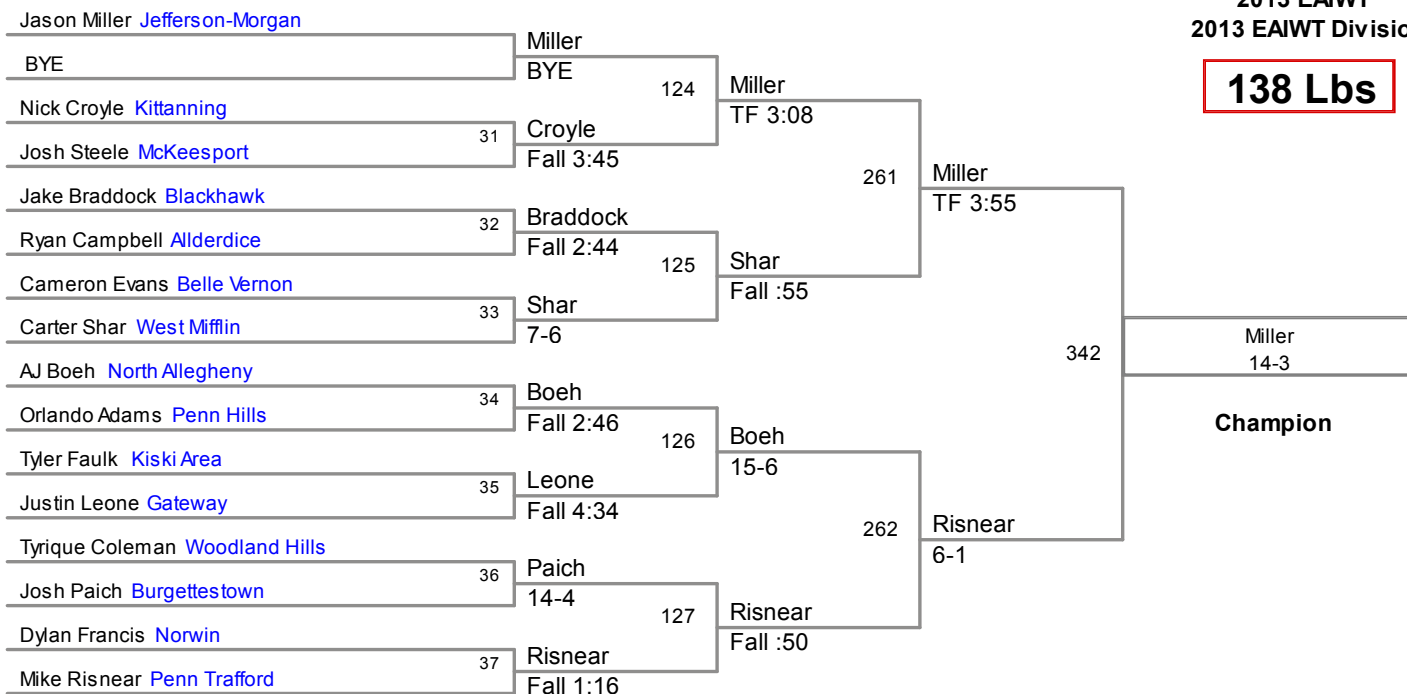 2013 EAIWT
2013 EAIWT Divisio
138 Lbs
Jason Miller Jefferson-Morgan
BYE
Nick Croyle Kittanning
Josh Steele McKeesport
Jake Braddock Blackhawk
Ryan Campbell Allderdice
Cameron Evans Belle Vernon
Carter Shar West Mifflin
AJ Boeh North Allegheny
Orlando Adams Penn Hills
Tyler Faulk Kiski Area
Justin Leone Gateway
Tyrique Coleman Woodland Hills
Josh Paich Burgettestown
Dylan Francis Norwin
Mike Risnear Penn Trafford
31
32
33
34
35
36
37
Miller
BYE
Croyle
Fall 3:45
Braddock
Fall 2:44
Shar
7-6
Boeh
Fall 2:46
Leone
Fall 4:34
Paich
14-4
Risnear
Fall 1:16
124
125
126
127
Miller
TF 3:08
Shar
Fall :55
Boeh
15-6
Risnear
Fall :50
261
262
Miller
TF 3:55
Risnear
6-1
342
Miller
14-3
Champion